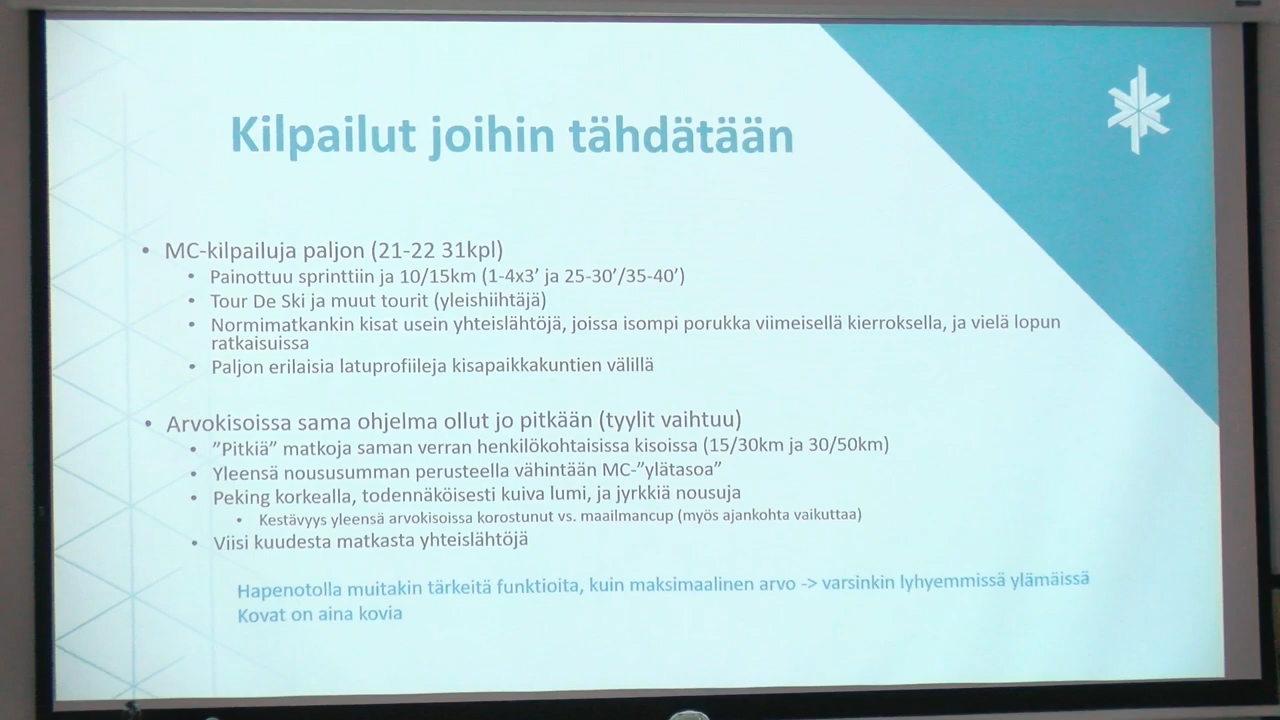 Kilpailut joihin tähdätään
• MC-kilpailuja paljon (21-22 31kpl)
• Painottuu sprinttiin ja 10/15km (1-4x3’ ja 25-30’/35-40’)
• Tour De Ski ja muut tourit (yleishiihtäjä)
• Normimatkankin kisat usein yhteislähtöjä, joissa isompi porukka viimeisellä kierroksella, ja vielä lopun
ratkaisuissa
• Paljon erilaisia latuprofiileja kisapaikkakuntien välillä
• Arvokisoissa sama ohjelma ollut jo pitkään (tyylit vaihtuu)
• ”Pitkiä” matkoja saman verran henkilökohtaisissa kisoissa (15/30km ja 30/50km)
• Yleensä noususumman perusteella vähintään MC-”ylätasoa”
• Peking korkealla, todennäköisesti kuiva lumi, ja jyrkkiä nousuja
• Kestävyys yleensä arvokisoissa korostunut vs. maailmancup (myös ajankohta vaikuttaa)
• Viisi kuudesta matkasta yhteislähtöjä
Hapenotolla muitakin tärkeitä funktioita, kuin maksimaalinen arvo -> varsinkin lyhyemmissä ylämäissä
Kovat on aina kovia